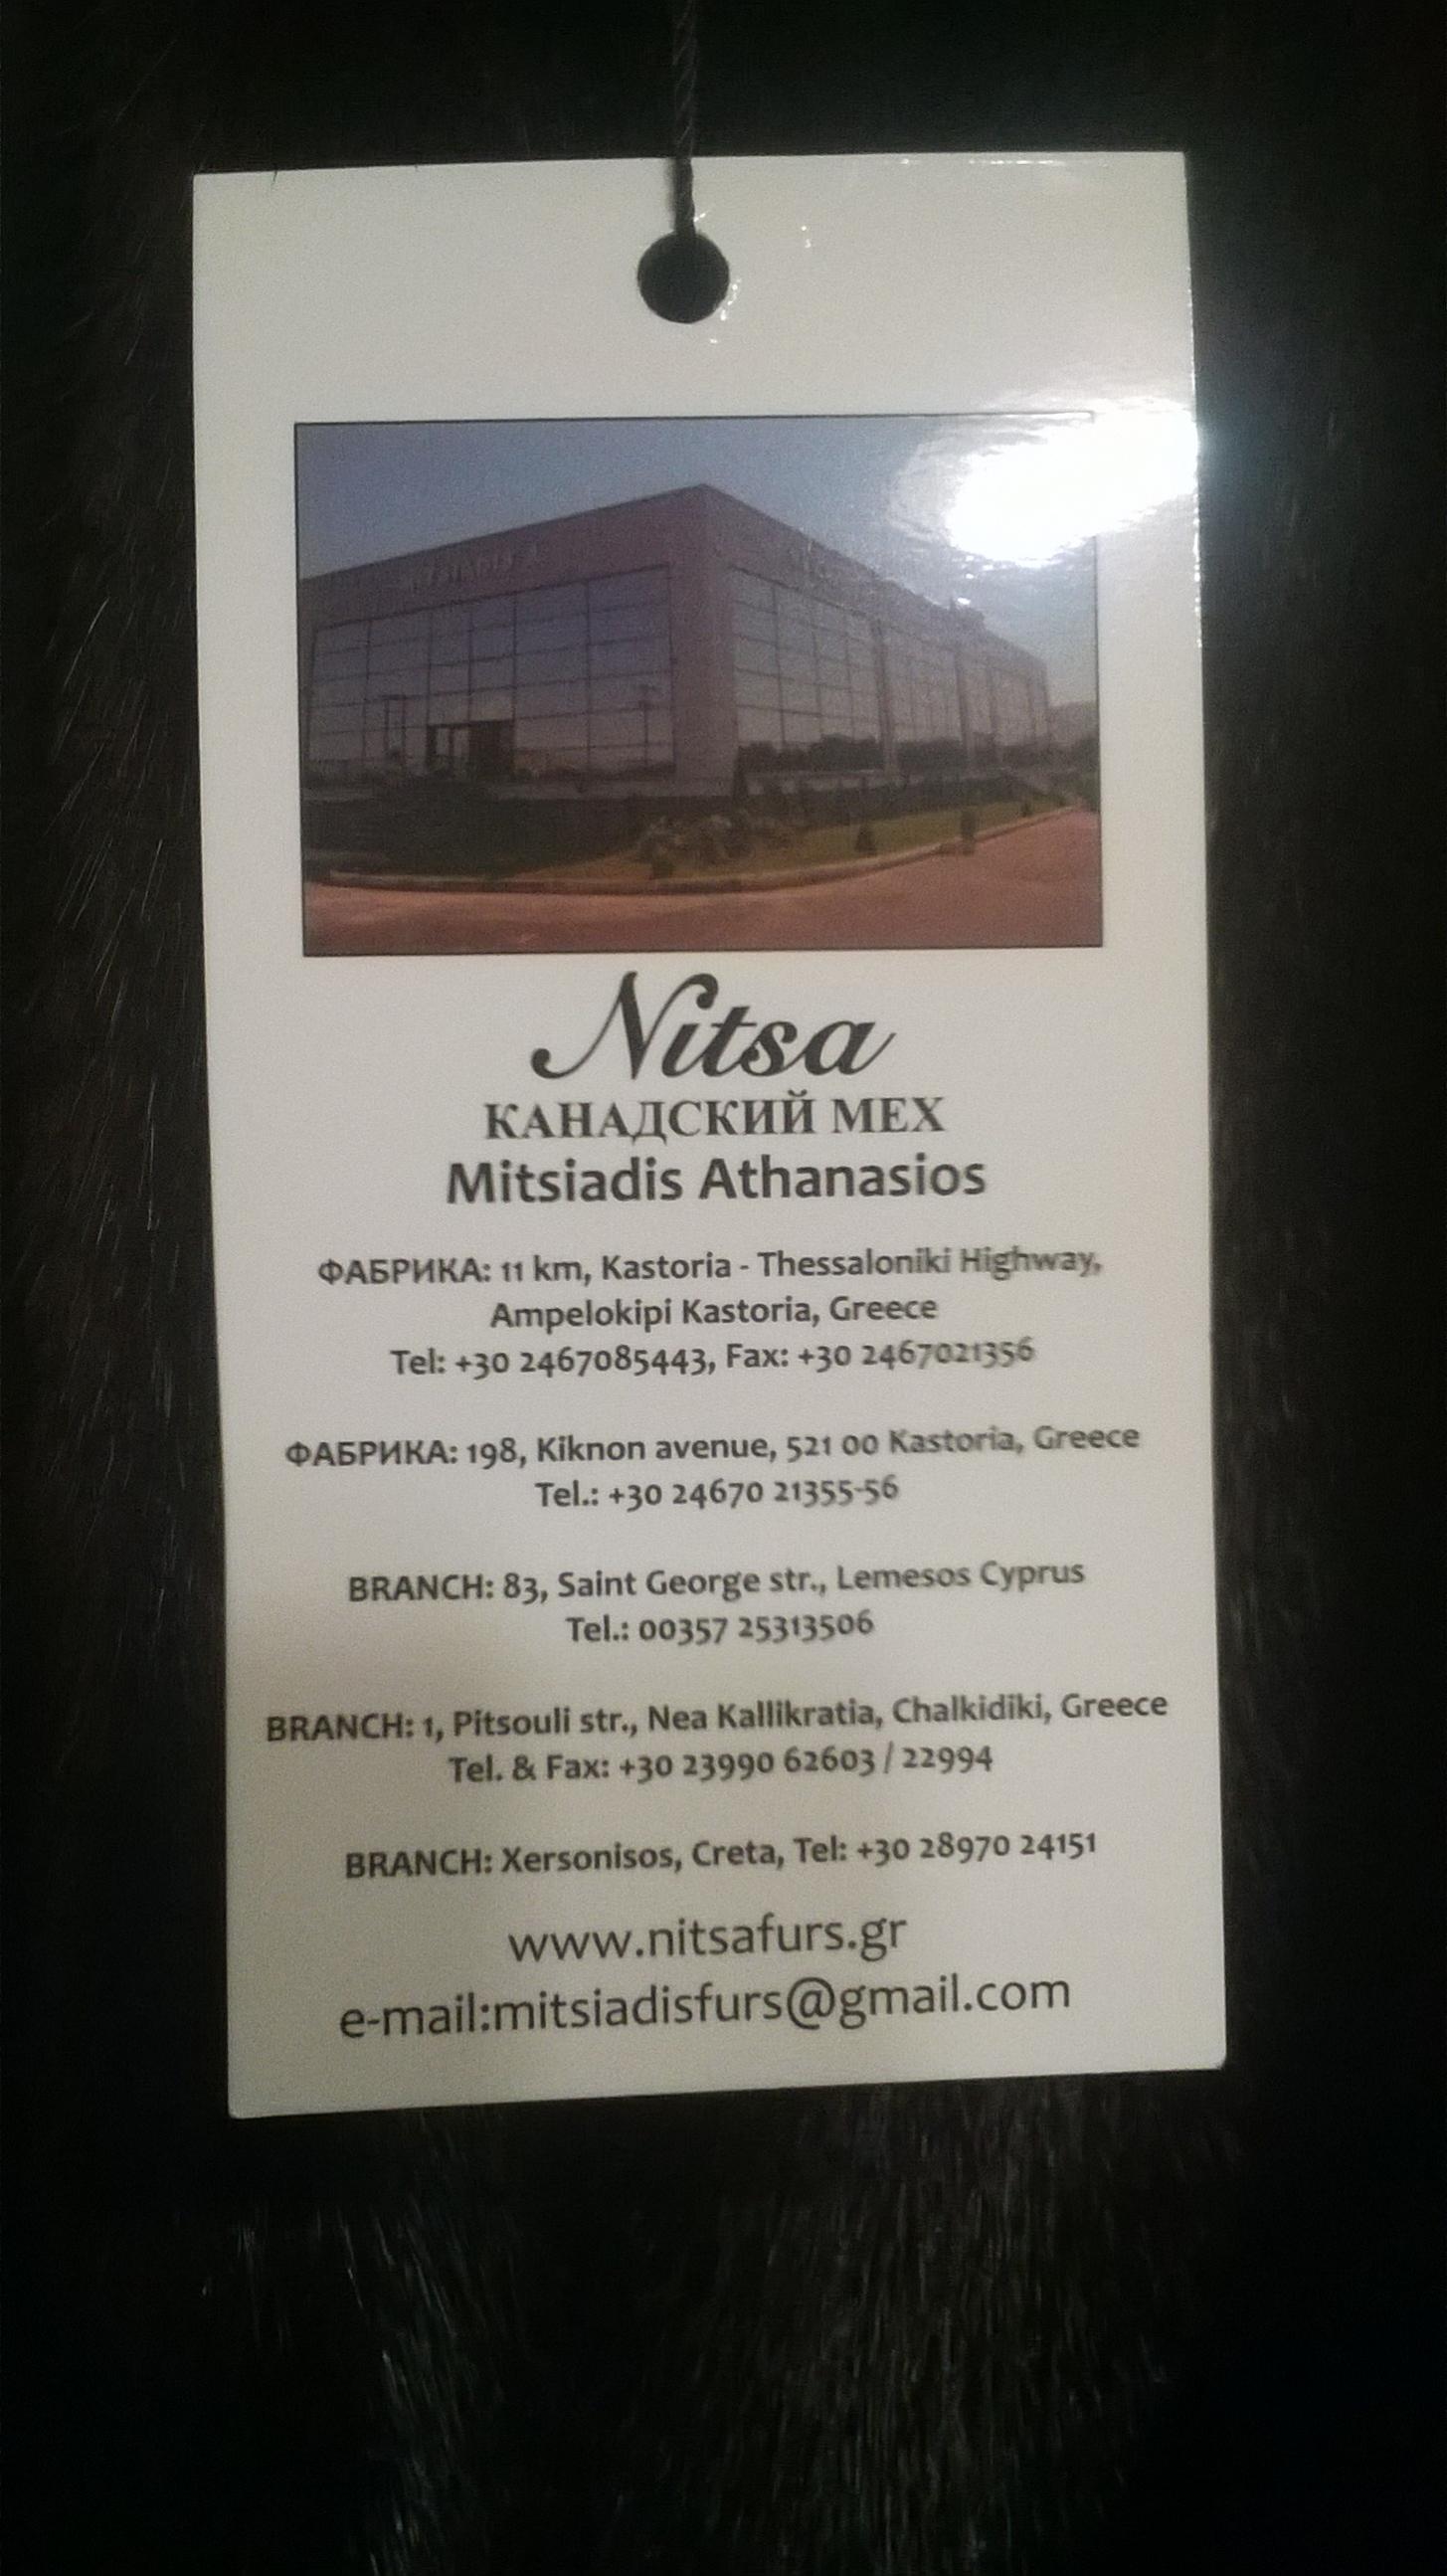 Nitsa
КАНАДСКИЙ МЕХ
Mitsiadis Athanasios
ФАБРИКА: 11 km, Kastoria - Thessaloniki Highway,
Ampelokipi Kastoria, Greece
Tel: +30 2467085443, Fax: +30 2467021356
ФАБРИКА: 198, Kiknon avenue, 521 00 Kastoria, Greece
Tel.: +30 24670 21355-56
BRANCH: 83, Saint George str., Lemesos Cyprus
Tel.: 00357 25313506
BRANCH: 1, Pitsouli str., Nea Kallikratia, Chalkidiki, Greece
Tel. & Fax: +30 23990 62603 / 22994
BRANCH: Xersonisos, Creta, Tel: +30 28970 24151
www.nitsafurs.gr
e-mail:mitsiadisfurs@gmail.com